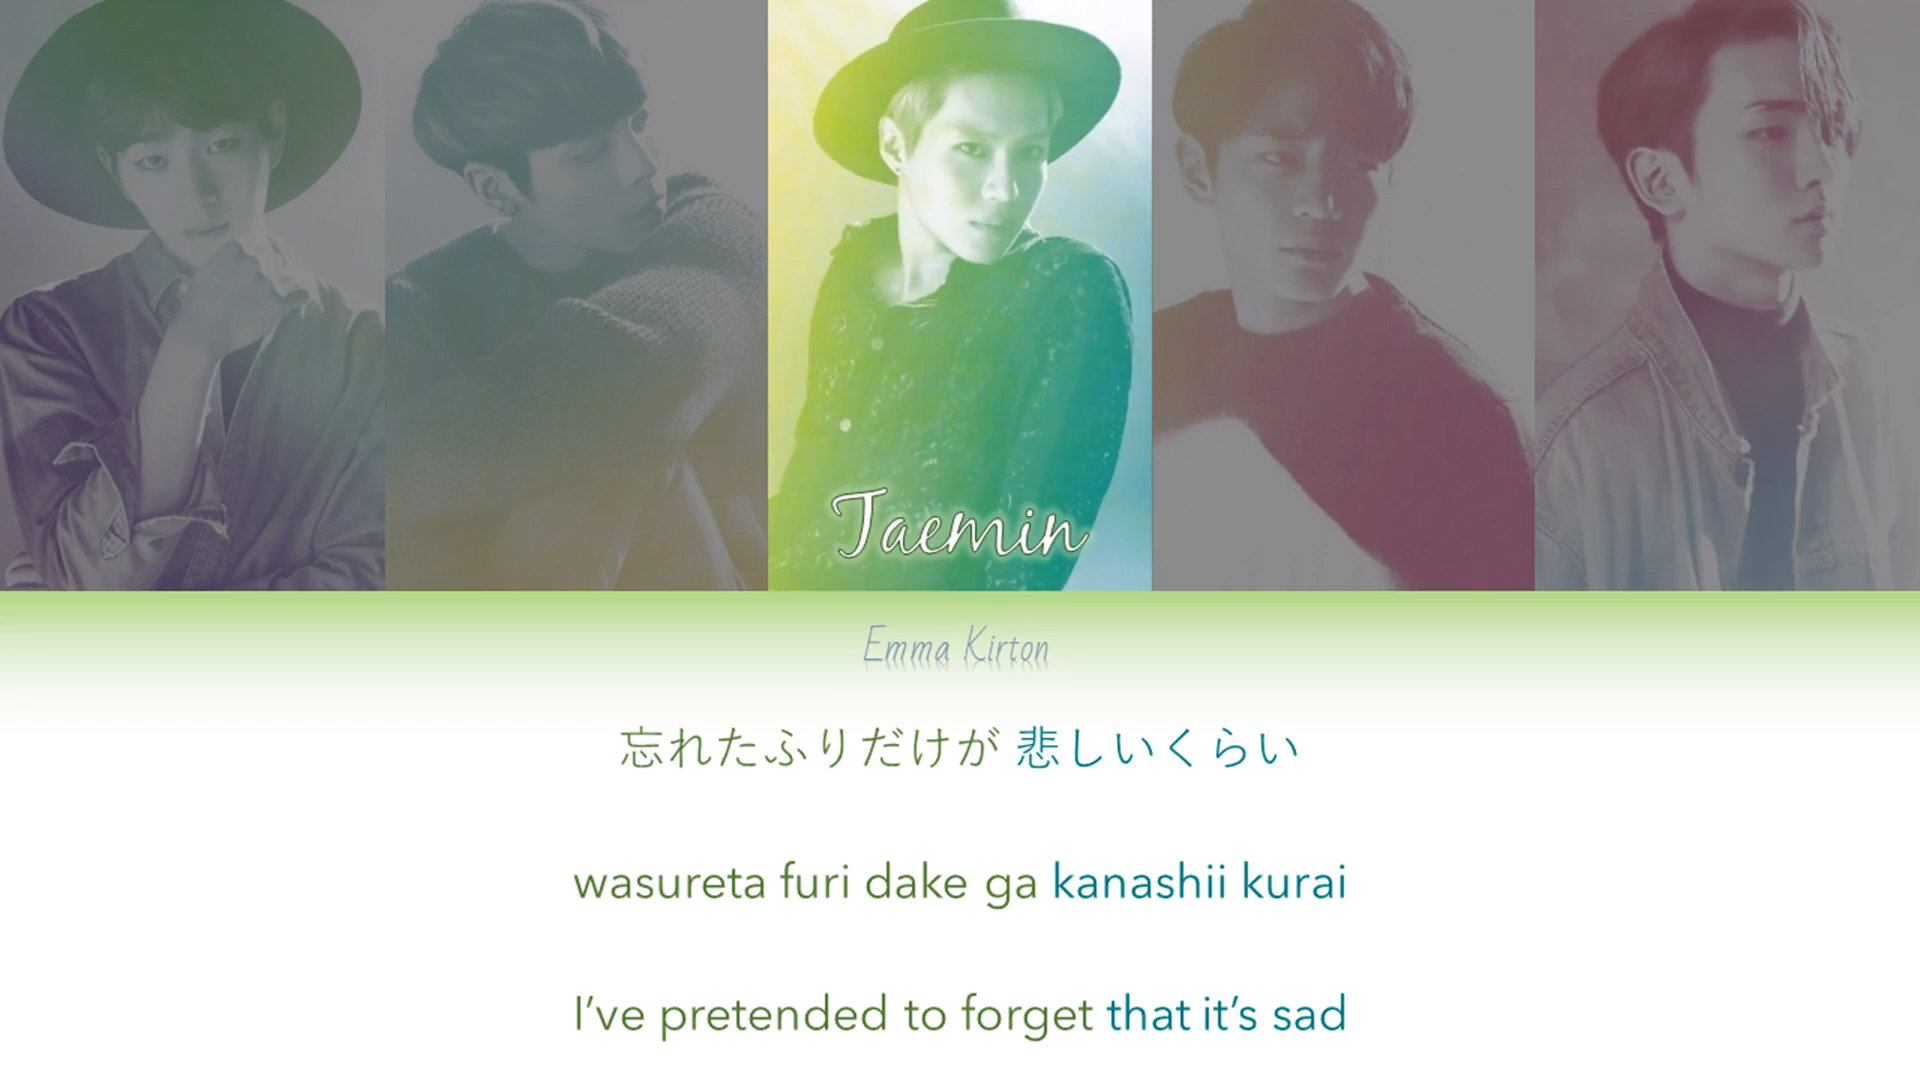 Taemin
Emma Kirton
忘れたふりだけが 悲しいくらい
wasureta furi dake ga kanashii kurai
I've pretended to forget that it's sad